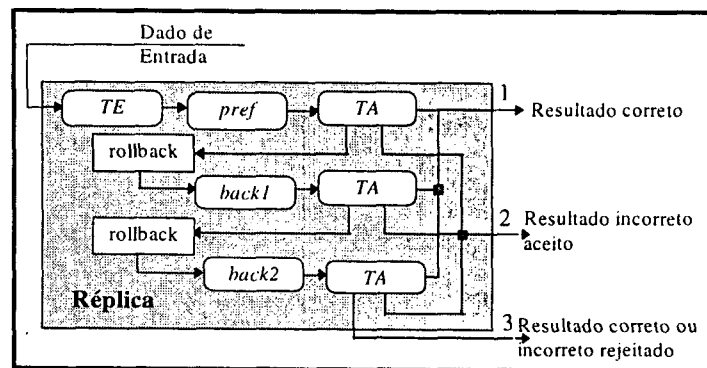 Dado de
Entrada
TE
pref
TA
1
Resultado correto
rollback
back1
TA
2
Resultado incorreto
aceito
rollback
back2
TA
Réplica
3
Resultado correto ou
incorreto rejeitado